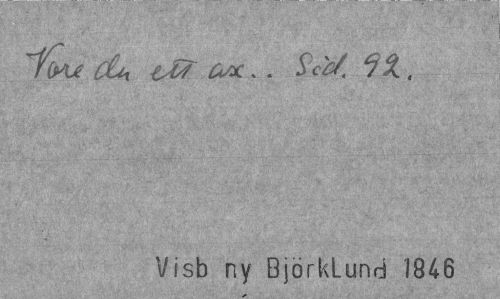 Vore du ett ax.. Sid. 92.
Visb ny BjörkLund 1846